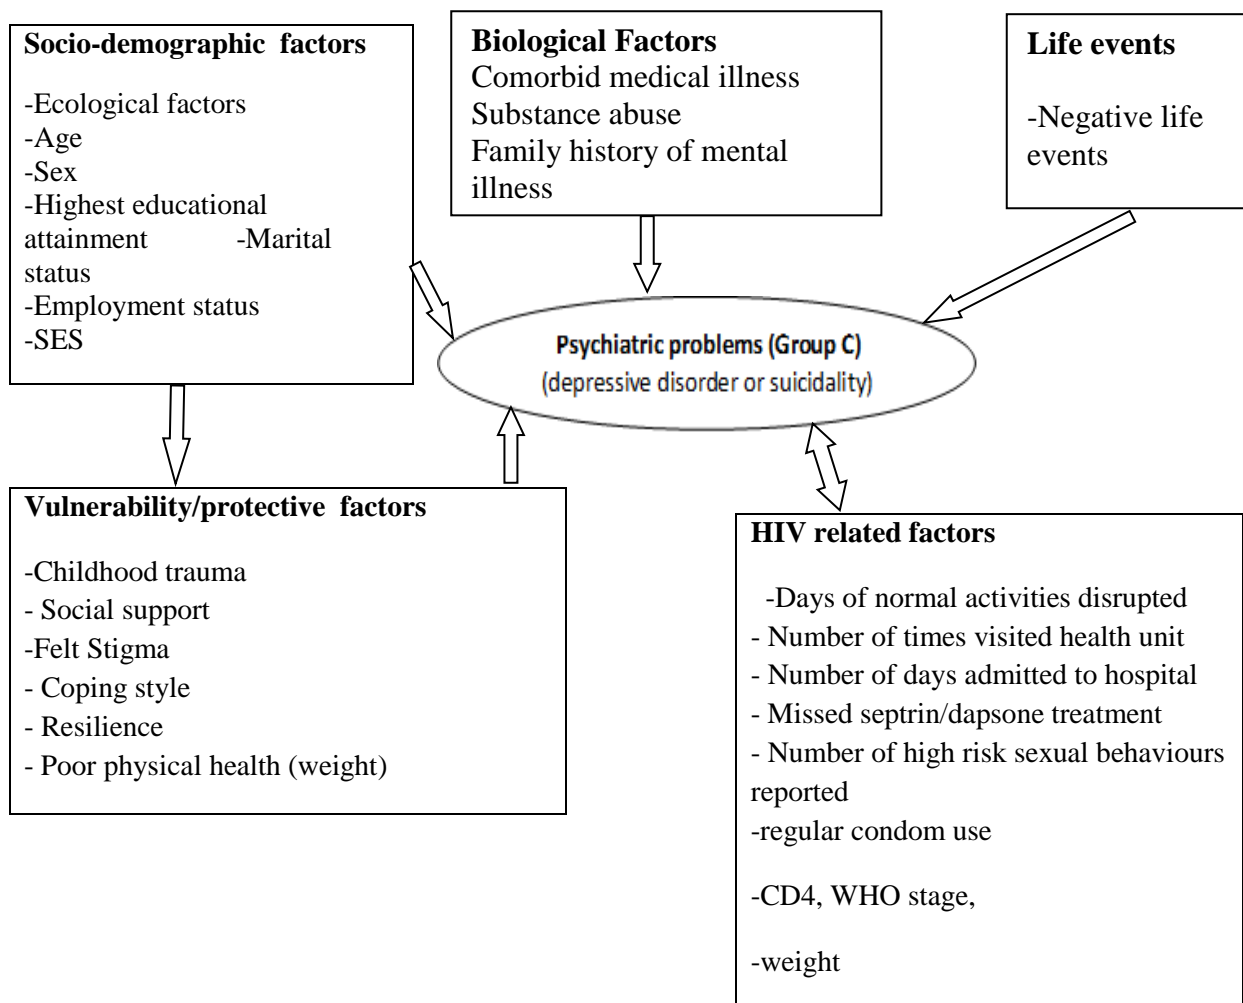 Socio-demographic factors
-Ecological factors
-Age
-Sex
-Highest educational
attainment -Marital
status
-Employment status
-SES
Biological Factors
Comorbid medical illness
Substance abuse
Family history of mental
illness
Life events
-Negative life
events
Psychiatric problems (Group C)
(depressive disorder or suicidality)
Vulnerability/protective factors
-Childhood trauma
- Social support
-Felt Stigma
- Coping style
- Resilience
- Poor physical health (weight)
HIV related factors
-Days of normal activities disrupted
- Number of times visited health unit
- Number of days admitted to hospital
- Missed septrin/dapsone treatment
- Number of high risk sexual behaviours
reported
-regular condom use
-CD4, WHO stage,
-weight